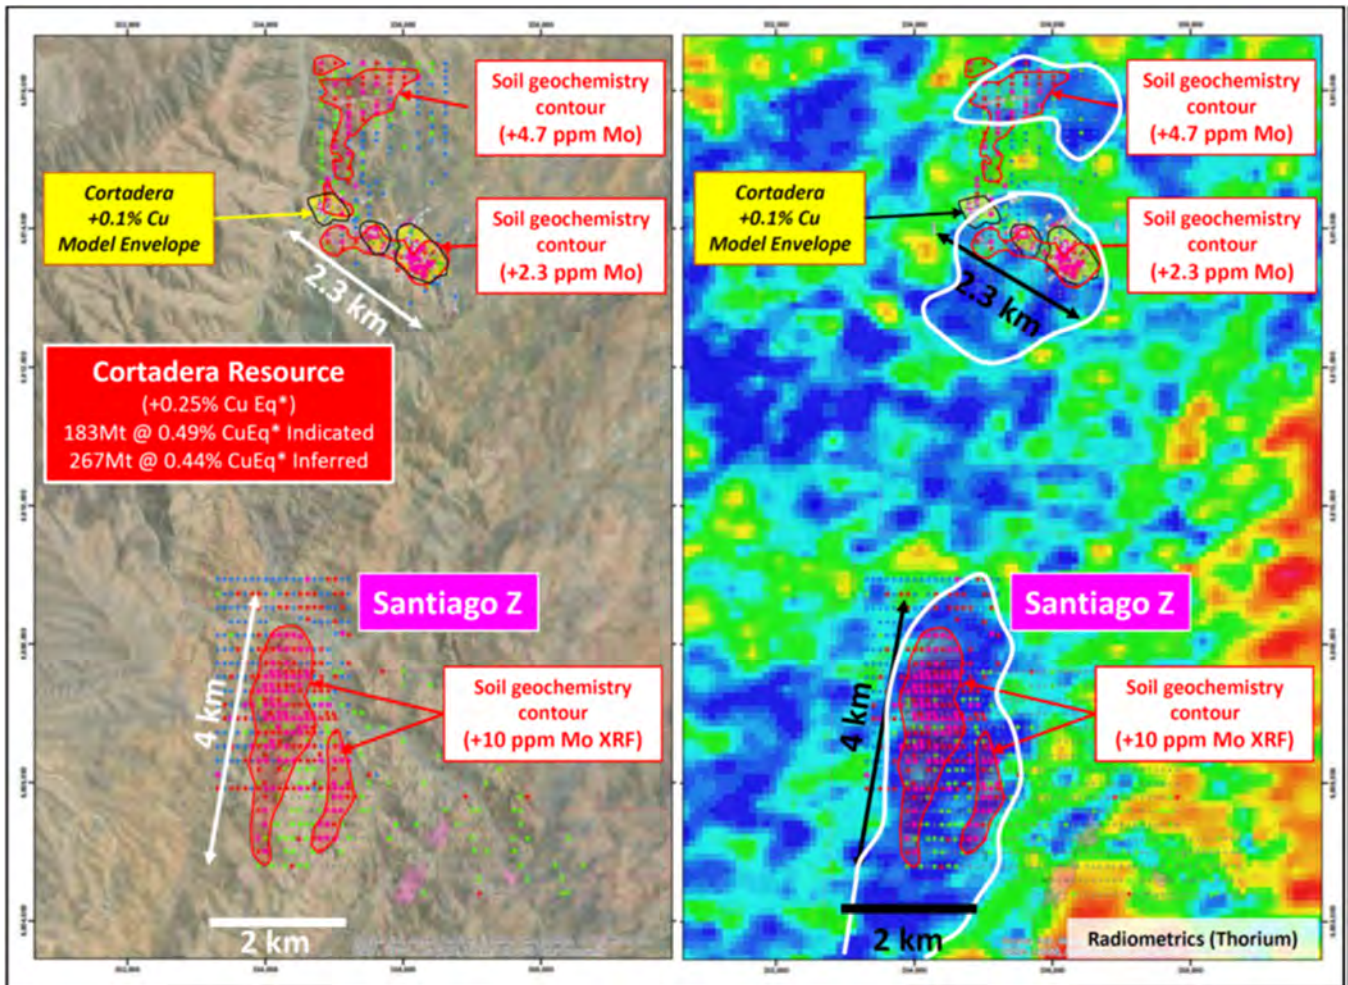 Soil geochemistry
contour
(+4.7 ppm Mo)
Cortadera
+0.1% Cu
Model Envelope
Soil geochemistry
contour
(+2.3 ppm Mo)
2.3 km
Cortadera Resource
(+0.25% Cu Eq*)
183Mt @ 0.49% CuEq* Indicated
267Mt @ 0.44% CuEq* Inferred
Santiago Z
4 km
Soil geochemistry
contour
(+10 ppm Mo XRF)
2 km
Soil geochemistry
contour
(+4.7 ppm Mo)
Cortadera
+0.1% Cu
Model Envelope
Soil geochemistry
contour
(+2.3 ppm Mo)
2.3 km
Santiago Z
4 km
Soil geochemistry
contour
(+10 ppm Mo XRF)
2 km
Radiometrics (Thorium)